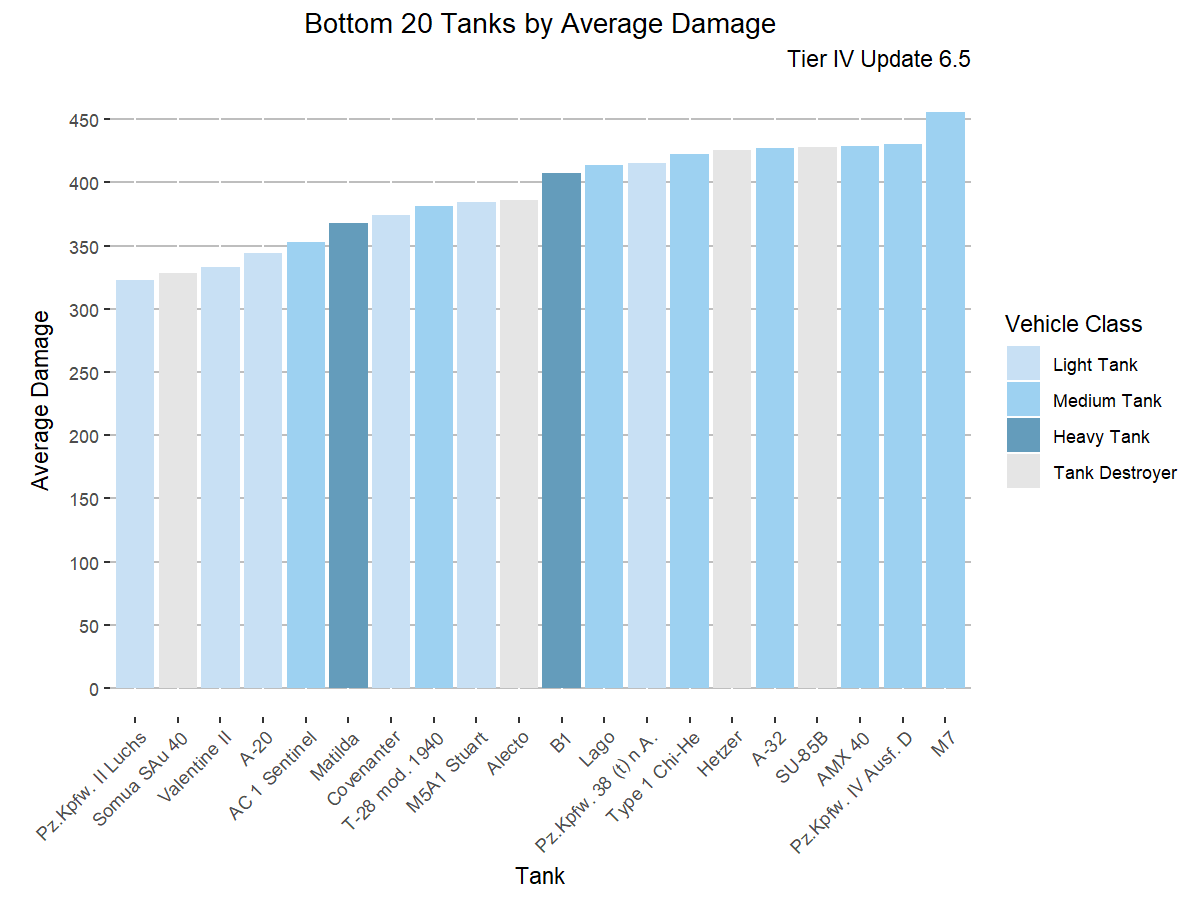 Bottom 20 Tanks by Average Damage
Tier IV Update 6.5
Average Damage
450
400
350
300
250
200
150
100
50
0
Pz.Kpfw. II Luchs
Somua SAu 40
Valentine II
A-20
AC 1 Sentinel
Matilda
Covenanter
T-28 mod. 1940
M5A1 Stuart
Alecto
B1
Lago
Pz.Kpfw. 38 (t) n A.
Type 1 Chi-He
Hetzer
A-32
SU-85B
AMX 40
Pz.Kpfw. IV Ausf. D
M7
Tank
Vehicle Class
Light Tank
Medium Tank
Heavy Tank
Tank Destroyer